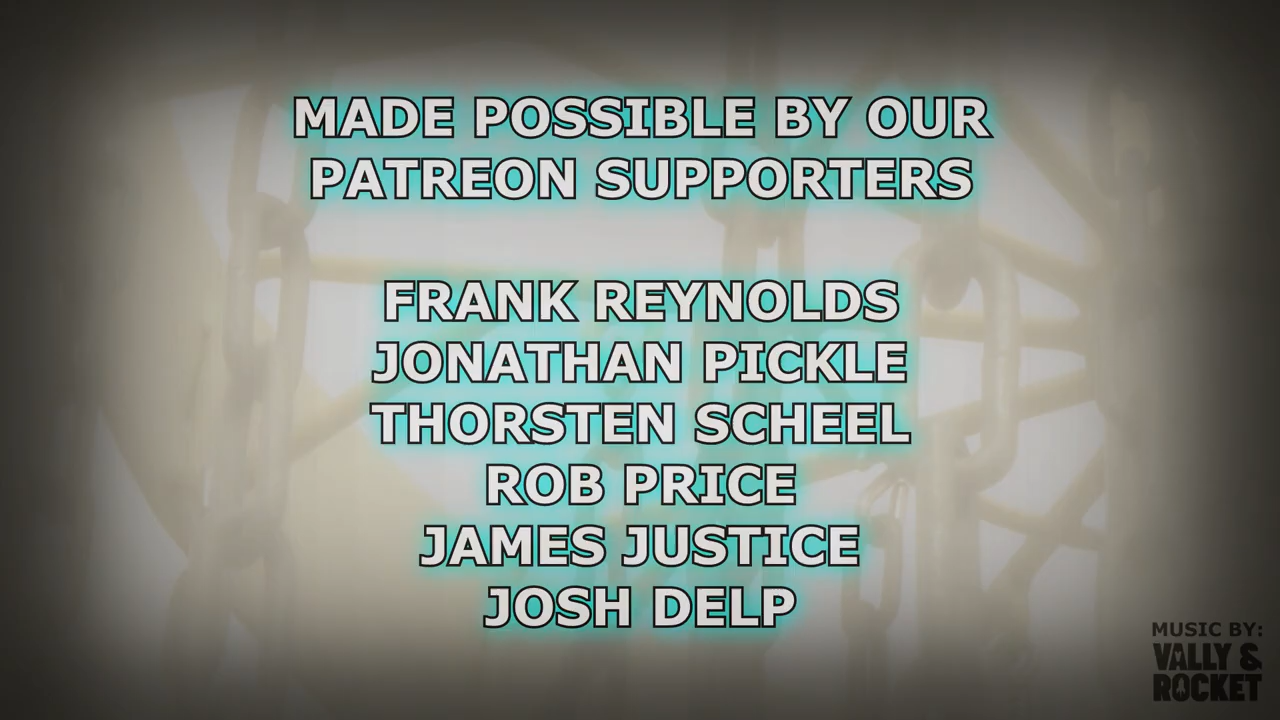 MADE POSSIBLE BY OUR
PATREON SUPPORTERS
FRANK REYNOLDS
JONATHAN PICKLE
THORSTEN SCHEEL
ROB PRICE
JAMES JUSTICE
JOSH DELP
MUSIC BY:
VALLY &
ROCKET